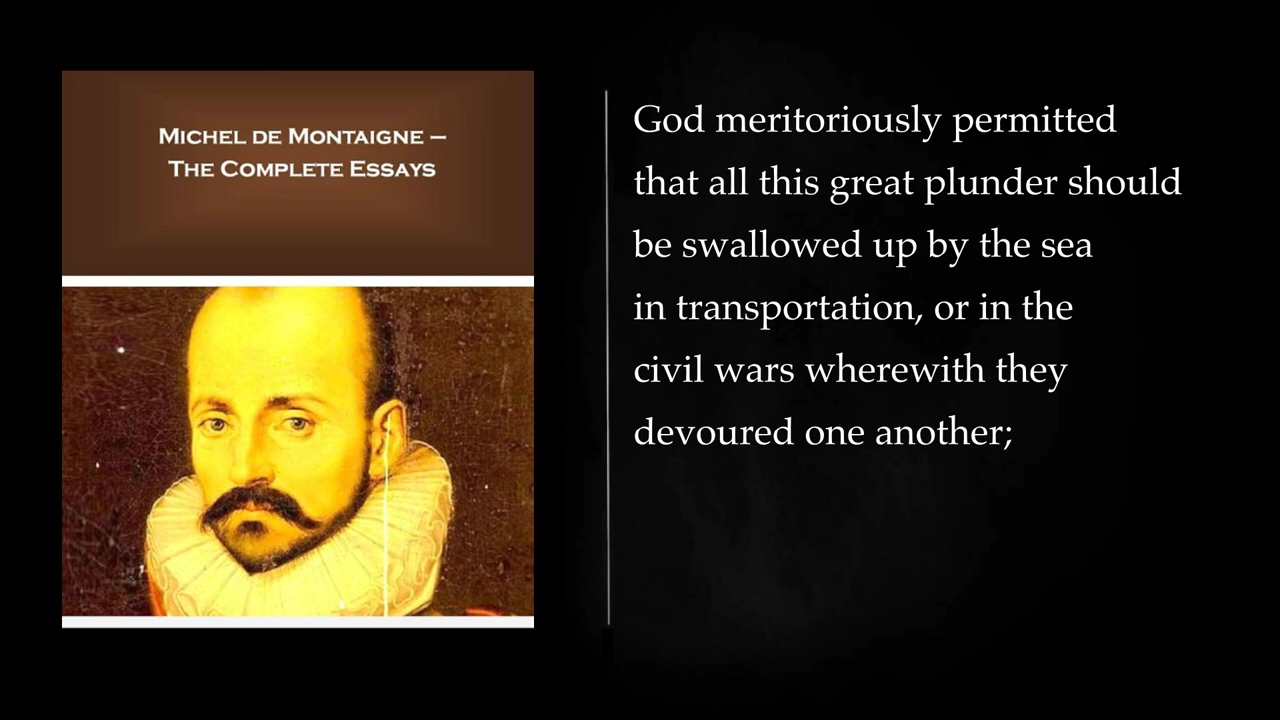 MICHEL DE MONTAIGNE –
THE COMPLETE ESSAYS
God meritoriously permitted
that all this great plunder should
be swallowed up by the sea
in transportation, or in the
civil wars wherewith they
devoured one another;